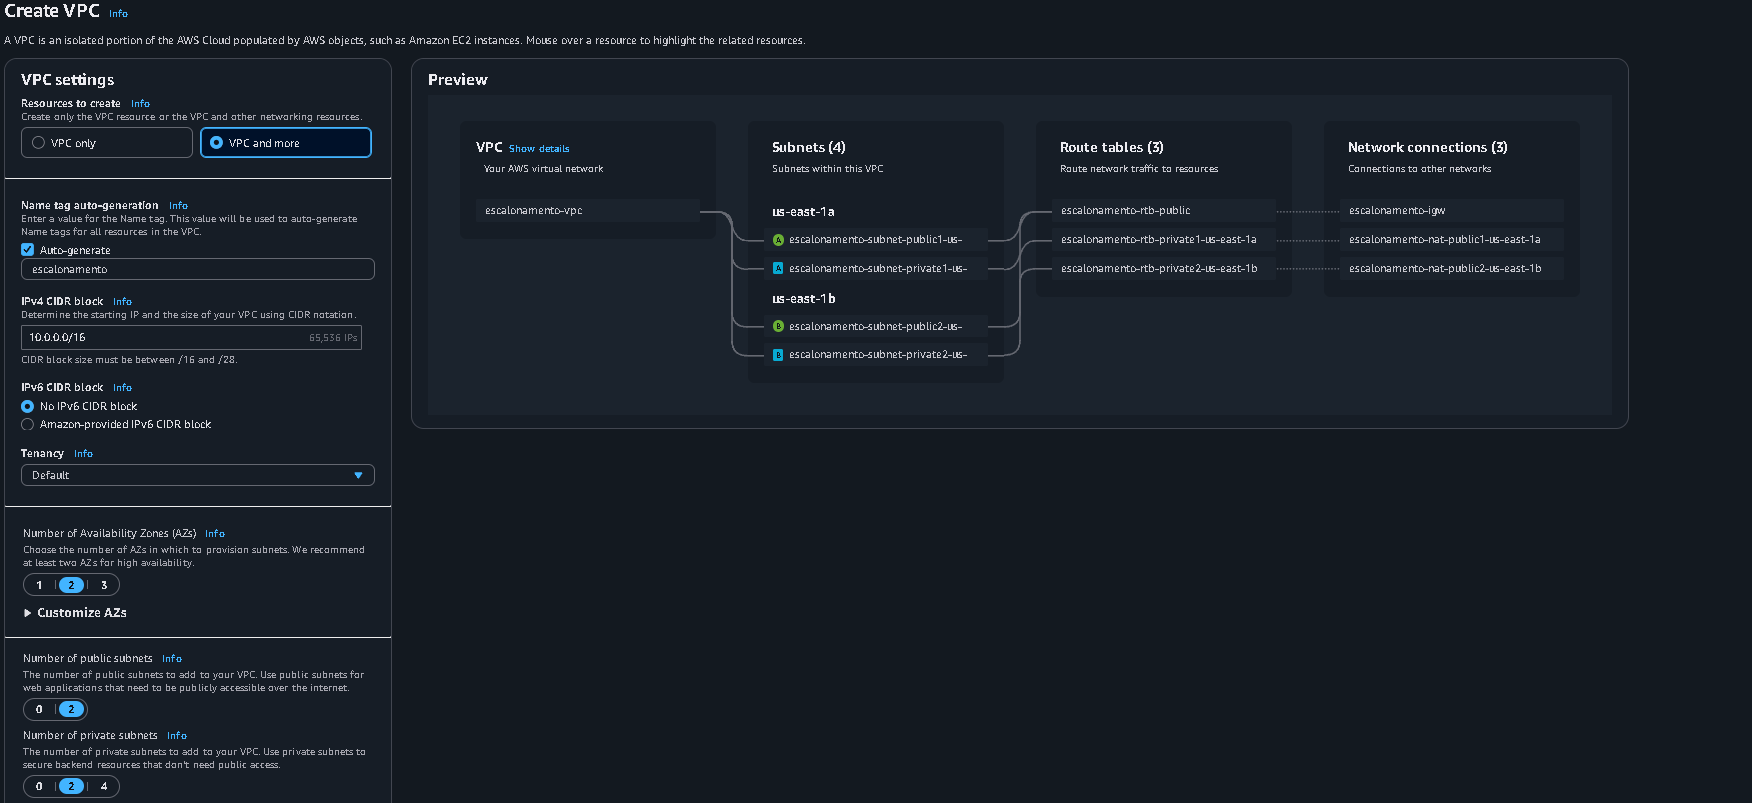 Create VPC Info
A VPC is an isolated portion of the AWS Cloud populated by AWS objects, such as Amazon EC2 instances. Mouse over a resource to highlight the related resources.
VPC settings
Resources to create Info
Create only the VPC resource or the VPC and other networking resources.
VPC only
VPC and more
Name tag auto-generation Info
Enter a value for the Name tag. This value will be used to auto-generate
Name tags for all resources in the VPC.
Auto-generate
escalonamento
IPv4 CIDR block Info
Determine the starting IP and the size of your VPC using CIDR notation.
10.0.0.0/16 65,536 IPs
CIDR block size must be between /16 and /28.
IPv6 CIDR block Info
No IPv6 CIDR block
Amazon-provided IPv6 CIDR block
Tenancy Info
Default
Number of Availability Zones (AZs) Info
Choose the number of AZs in which to provision subnets. We recommend
at least two AZs for high availability.
1 2 3
Customize AZs
Number of public subnets Info
The number of public subnets to add to your VPC. Use public subnets for
web applications that need to be publicly accessible over the internet.
0 2
Number of private subnets Info
The number of private subnets to add to your VPC. Use private subnets to
secure backend resources that don't need public access.
0 2 4
Preview
VPC Show details
Your AWS virtual network
escalonamento-vpc
Subnets (4)
Subnets within this VPC
us-east-1a
A escalonamento-subnet-public1-us-
A escalonamento-subnet-private1-us-
us-east-1b
B escalonamento-subnet-public2-us-
B escalonamento-subnet-private2-us-
Route tables (3)
Route network traffic to resources
escalonamento-rtb-public
escalonamento-rtb-private1-us-east-1a
escalonamento-rtb-private2-us-east-1b
Network connections (3)
Connections to other networks
escalonamento-igw
escalonamento-nat-public1-us-east-1a
escalonamento-nat-public2-us-east-1b